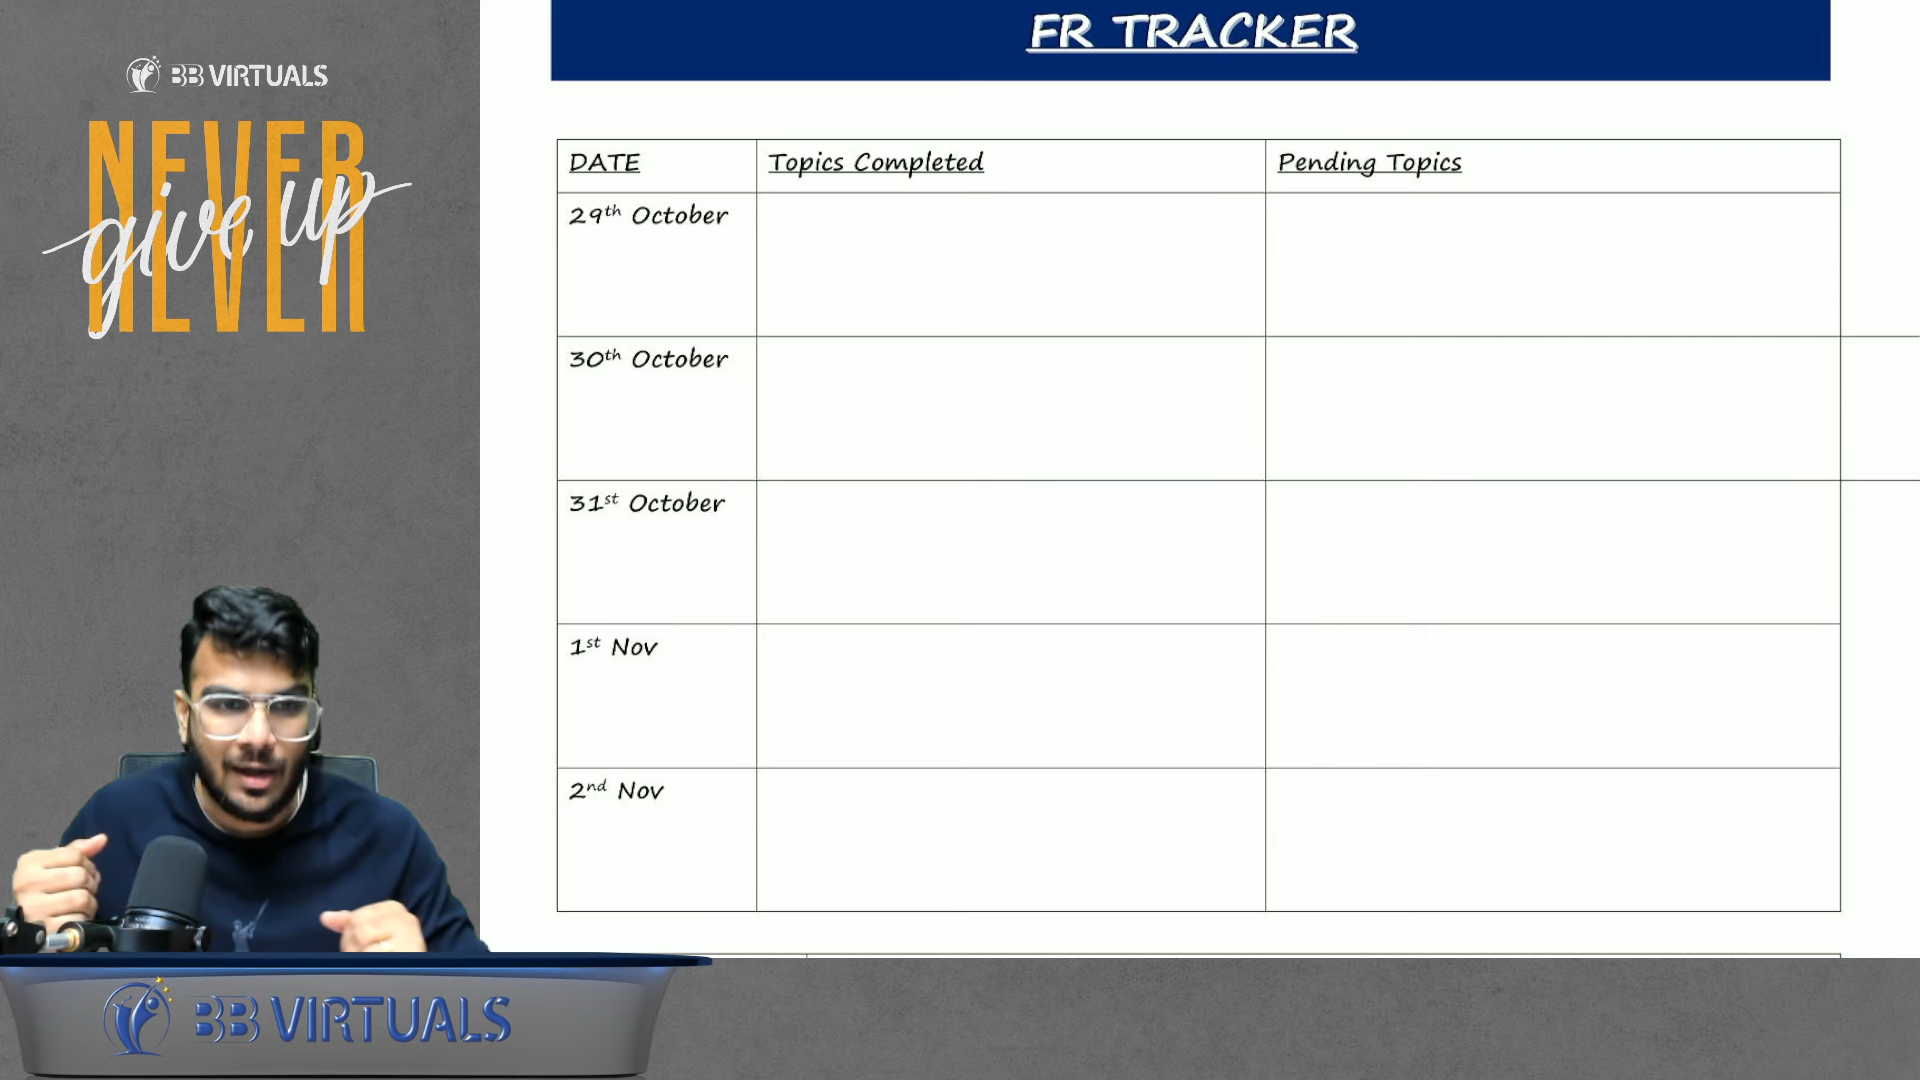 BB VIRTUALS
NEVER
give up
NEVER
FR TRACKER
DATE Topics Completed Pending Topics
29th October
30th October
31st October
1st Nov
2nd Nov
BB VIRTUALS